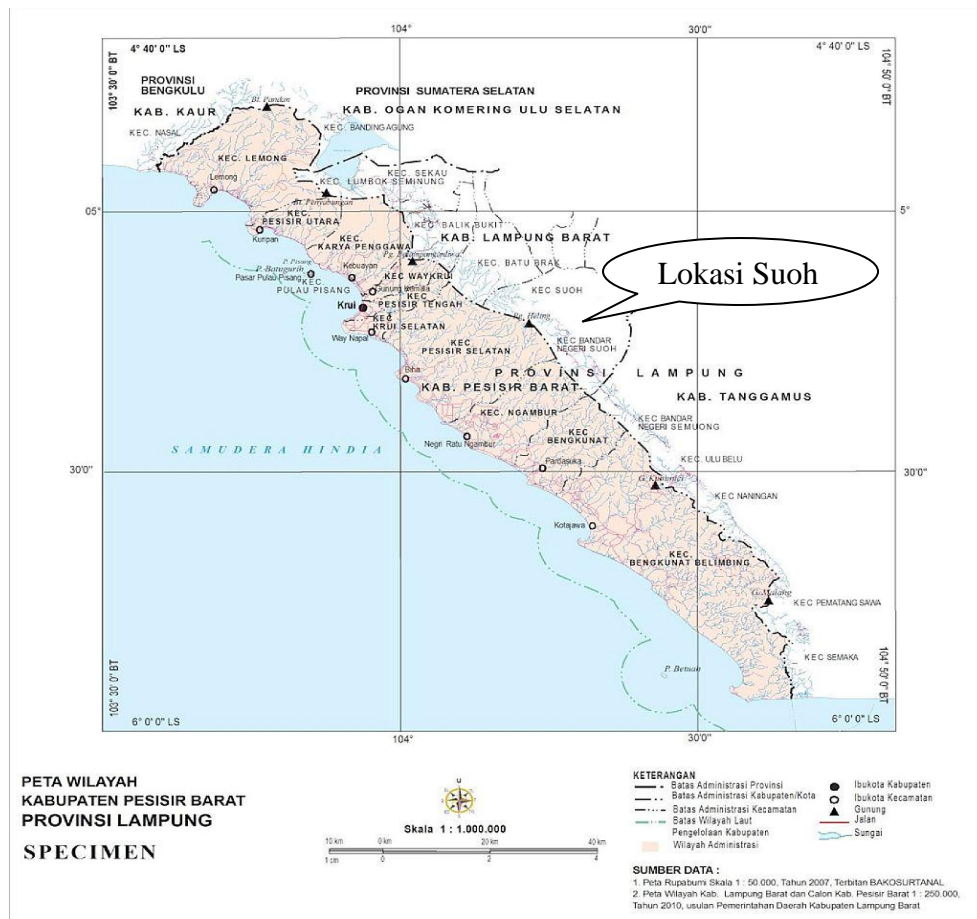 104°
30'0"
4° 40' 0" LS
4° 40' 0" LS
103° 30' 0" BT
104° 50' 0" BT
PROVINSI
BENGKULU
KAB. KAUR
KEC. NASAL
Bt. Pandan
PROVINSI SUMATERA SELATAN
KAB. OGAN KOMERING ULU SELATAN
KEC. BANDING AGUNG
KEC. LEMONG
Lemong
KEC. SEKAU
KEC. LUMBOK SEMINUNG
05°
5°
KEC.
PESISIR UTARA
Kuripan
KEC. BALIK BUKIT
KAB. LAMPUNG BARAT
KEC.
KARYA PENGGAWA
KEC. BATU BRAK
Lokasi Suoh
P. Pisang
P. Batugurih
Pasar Pulau Pisang
KEC.
PULAU PISANG
Kebuayan
KEC WAYKRUI
KEC SUOH
KEC
PESISIR TENGAH
Krui
KEC
KRUI SELATAN
Way Napal
Pg. Heling
KEC
PESISIR SELATAN
KEC BANDAR
NEGERI SUOH
Biha
PROVINSI LAMPUNG
KAB. PESISIR BARAT
KAB. TANGGAMUS
KEC. NGAMBUR
KEC BANDAR
NEGERI SEMUONG
KEC
BENGKUNAT
Negri Ratu Ngambur
SAMUDERA HINDIA
Pardasuka
KEC. ULU BELU
30'0"
30'0"
KEC NANINGAN
Kotajawa
KEC.
BENGKUNAT BELIMBING
KEC PEMATANG SAWA
KEC SEMAKA
P. Betuah
103° 30' 0" BT
104° 50' 0" BT
6° 0' 0" LS
6° 0' 0" LS
104°
30'0"
PETA WILAYAH
KABUPATEN PESISIR BARAT
PROVINSI LAMPUNG
SPECIMEN
U
Skala 1 : 1.000.000
10 km 0 km 20 km 40 km
1 cm 0 2 4
KETERANGAN
Batas Administrasi Provinsi
Batas Administrasi Kabupaten/Kota
Batas Administrasi Kecamatan
Batas Wilayah Laut
Pengelolaan Kabupaten
Wilayah Administrasi
Ibukota Kabupaten
Ibukota Kecamatan
Gunung
Jalan
Sungai
SUMBER DATA :
1. Peta Rupabumi Skala 1 : 50.000, Tahun 2007, Terbitan BAKOSURTANAL
2. Peta Wilayah Kab. Lampung Barat dan Calon Kab. Pesisir Barat 1 : 250.000,
Tahun 2010, usulan Pemerintahan Daerah Kabupaten Lampung Barat